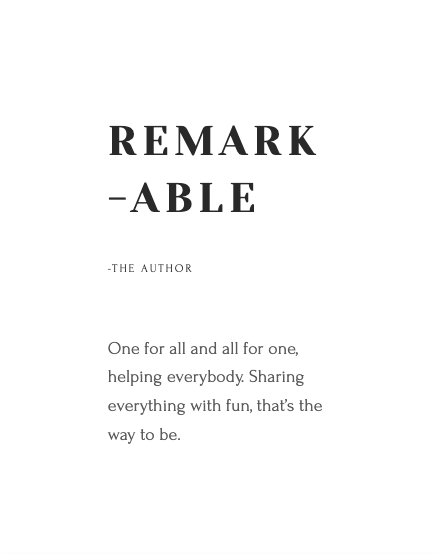 REMARK
–ABLE
-THE AUTHOR
One for all and all for one,
helping everybody. Sharing
everything with fun, that's the
way to be.